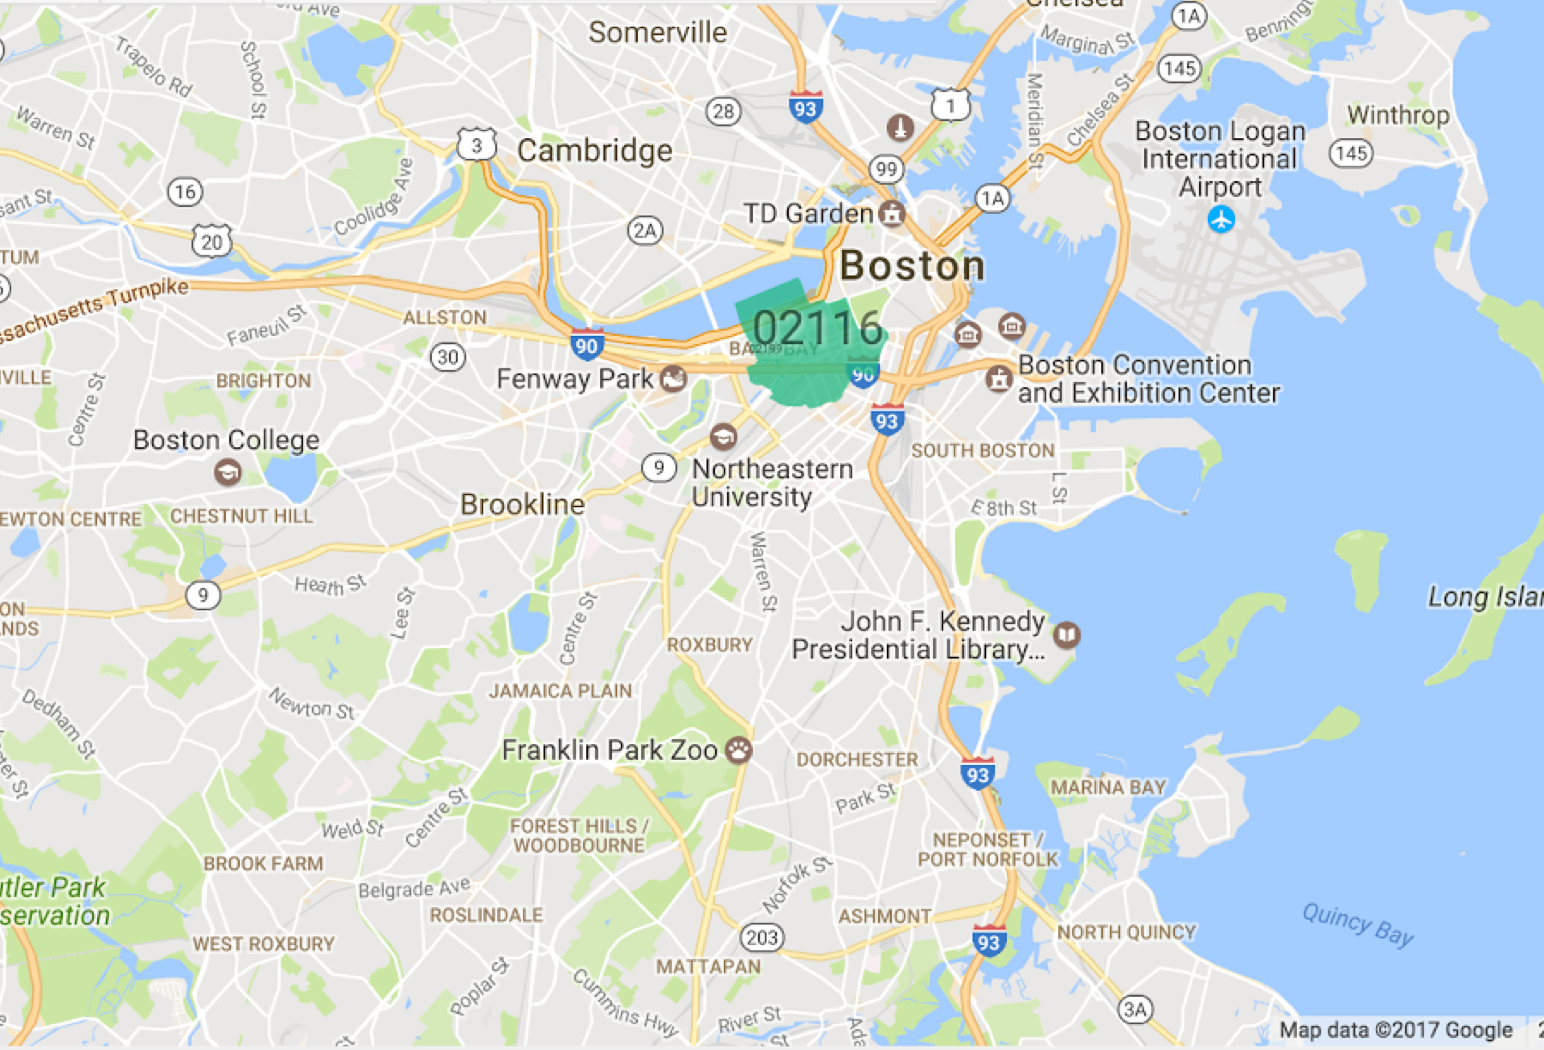 Chelsea
1A
Somerville
Marginal St
Trapelo Rd
School St
145
93
1
28
Meridian St
Chelsea St
Winthrop
Warren St
Boston Logan
International
Airport
3
Cambridge
145
99
16
Coolidge Ave
1A
TD Garden
2A
20
Boston
Massachusetts Turnpike
ALLSTON
Faneuil St
02116
02199
BAY
90
30
Fenway Park
90
Boston Convention
and Exhibition Center
BRIGHTON
Centre St
93
Boston College
SOUTH BOSTON
9
Northeastern
University
L St
Brookline
E 8th St
NEWTON CENTRE
CHESTNUT HILL
Warren St
Heath St
9
Lee St
Centre St
Long Islan
John F. Kennedy
Presidential Library...
ROXBURY
JAMAICA PLAIN
Newton St
Dedham St
Franklin Park Zoo
DORCHESTER
93
MARINA BAY
Park St
Centre St
Weld St
FOREST HILLS /
WOODBOURNE
NEPONSET /
PORT NORFOLK
BROOK FARM
Norfolk St
utler Park
servation
Belgrade Ave
ROSLINDALE
ASHMONT
Quincy Bay
WEST ROXBURY
203
93
NORTH QUINCY
MATTAPAN
Poplar St
Cummins Hwy
River St
3A
Map data ©2017 Google